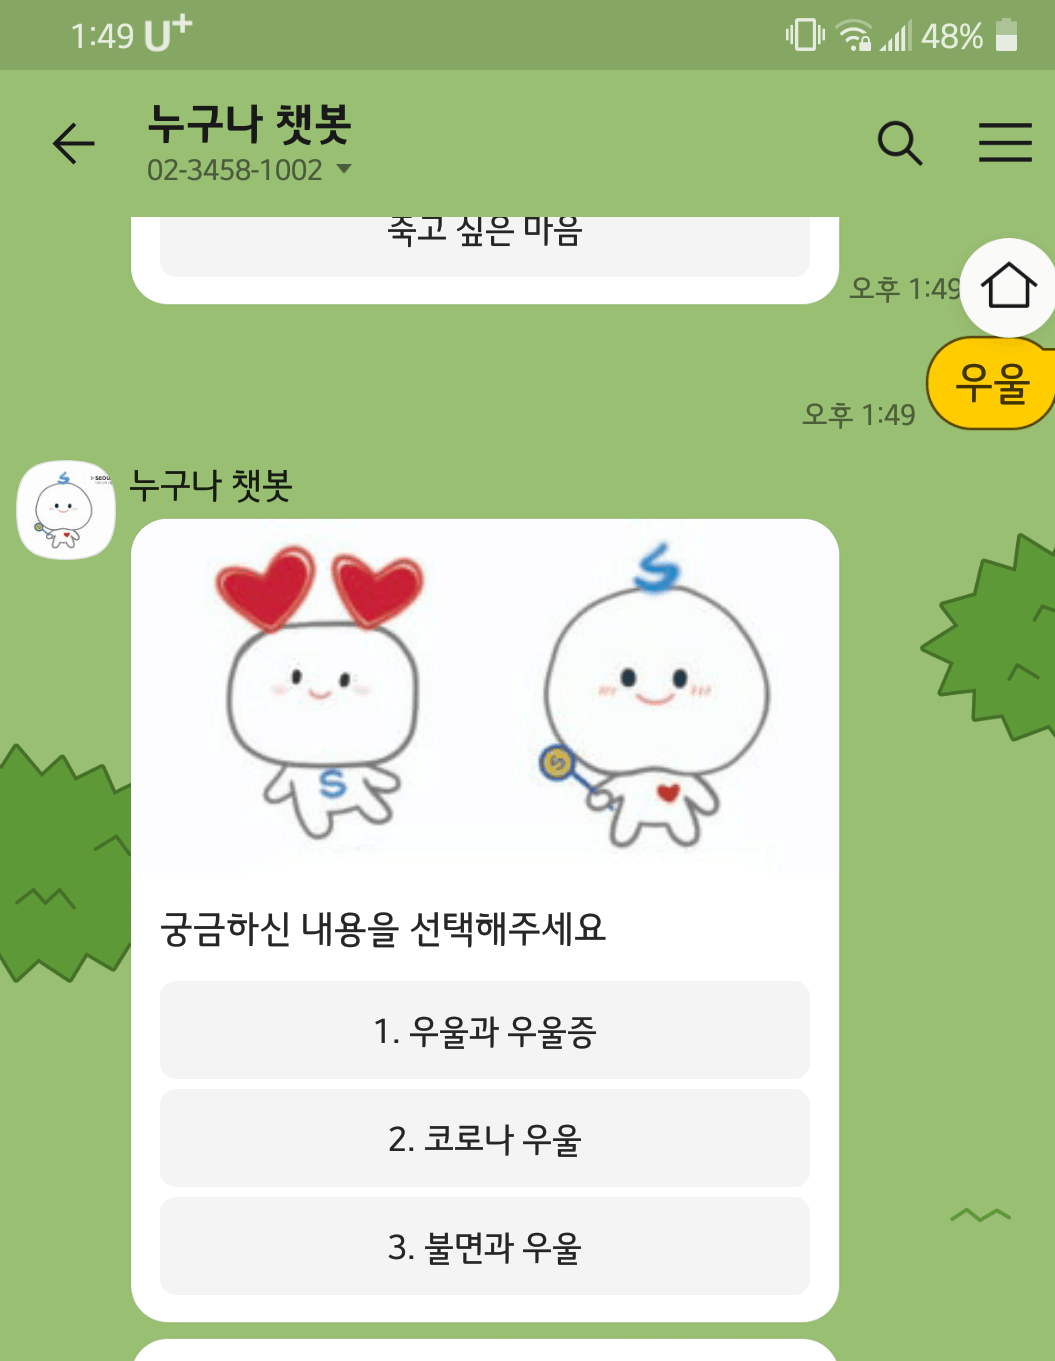 1:49 U+
48%
누구나 챗봇
02-3458-1002
죽고 싶은 마음
오후 1:49
우울
오후 1:49
SEOUL
누구나 챗봇
S
S
S
궁금하신 내용을 선택해주세요
1. 우울과 우울증
2. 코로나 우울
3. 불면과 우울